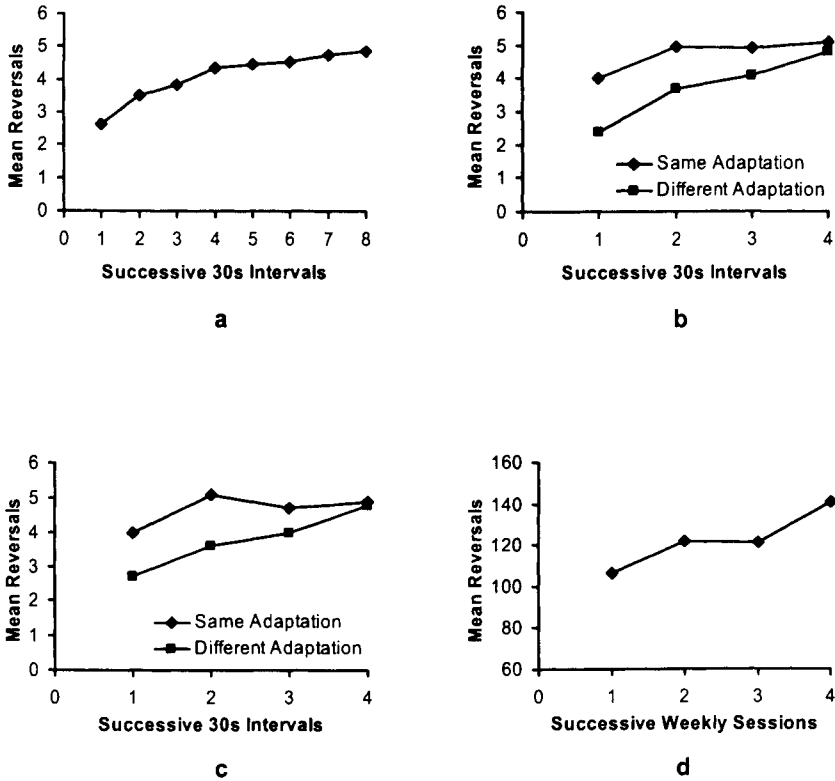 6
5
4
3
2
1
0
Mean Reversals
0 1 2 3 4 5 6 7 8
Successive 30s Intervals
a
6
5
4
3
2
1
0
Mean Reversals
Same Adaptation
Different Adaptation
0 1 2 3 4
Successive 30s Intervals
b
6
5
4
3
2
1
0
Mean Reversals
Same Adaptation
Different Adaptation
0 1 2 3 4
Successive 30s Intervals
c
160
140
120
100
80
60
Mean Reversals
0 1 2 3 4
Successive Weekly Sessions
d